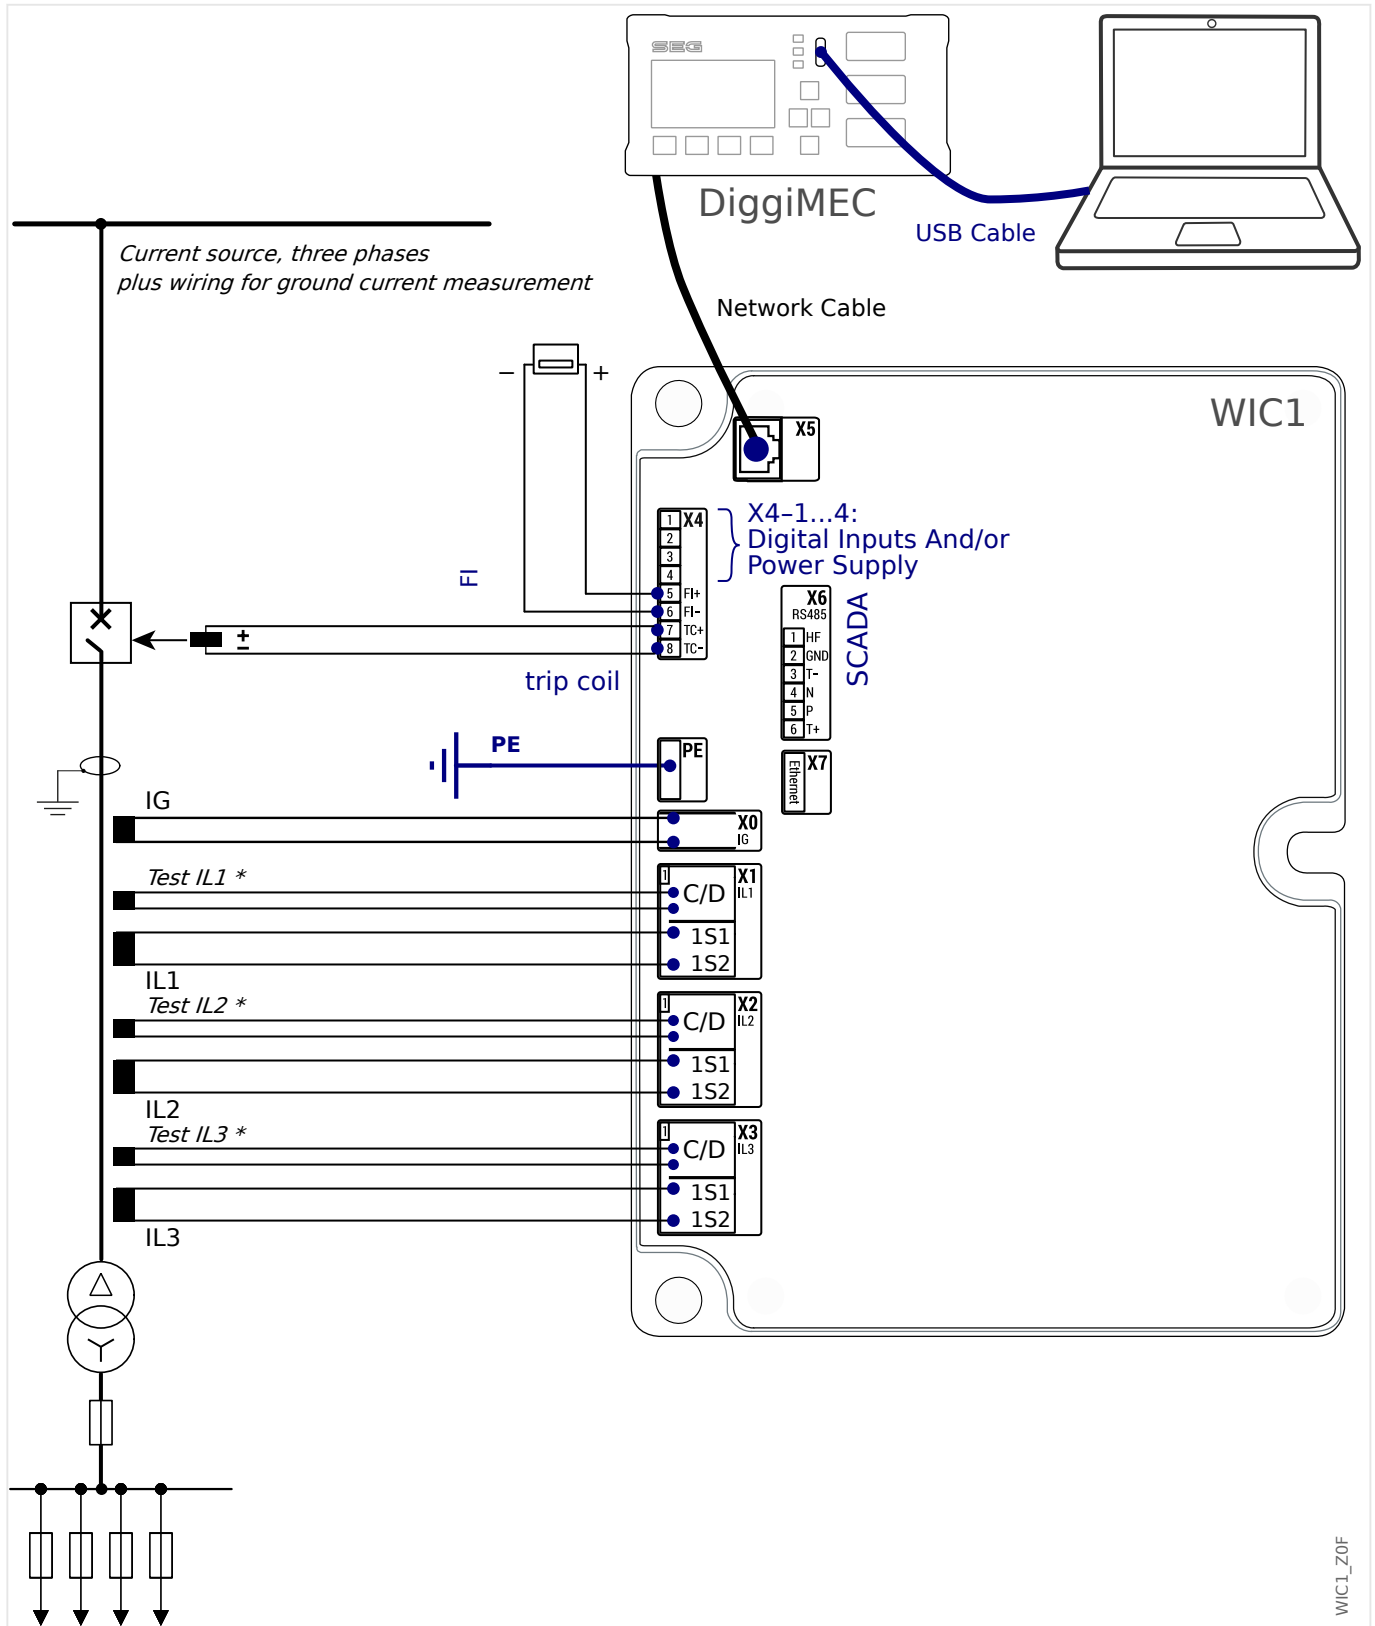 SEG
DiggiMEC
USB Cable
Current source, three phases
plus wiring for ground current measurement
Network Cable
− +
WIC1
X5
X4–1...4:
Digital Inputs And/or
Power Supply
X4
1
2
3
4
5 FI+
6 FI−
7 TC+
8 TC−
FI
±
trip coil
X6
RS485
1 HF
2 GND
3 T−
4 N
5 P
6 T+
SCADA
PE
PE
X7
Ethernet
IG
X0
IG
Test IL1 *
1
C/D
X1
IL1
1S1
1S2
IL1
Test IL2 *
1
C/D
X2
IL2
1S1
1S2
IL2
Test IL3 *
1
C/D
X3
IL3
1S1
1S2
IL3
WIC1_Z0F